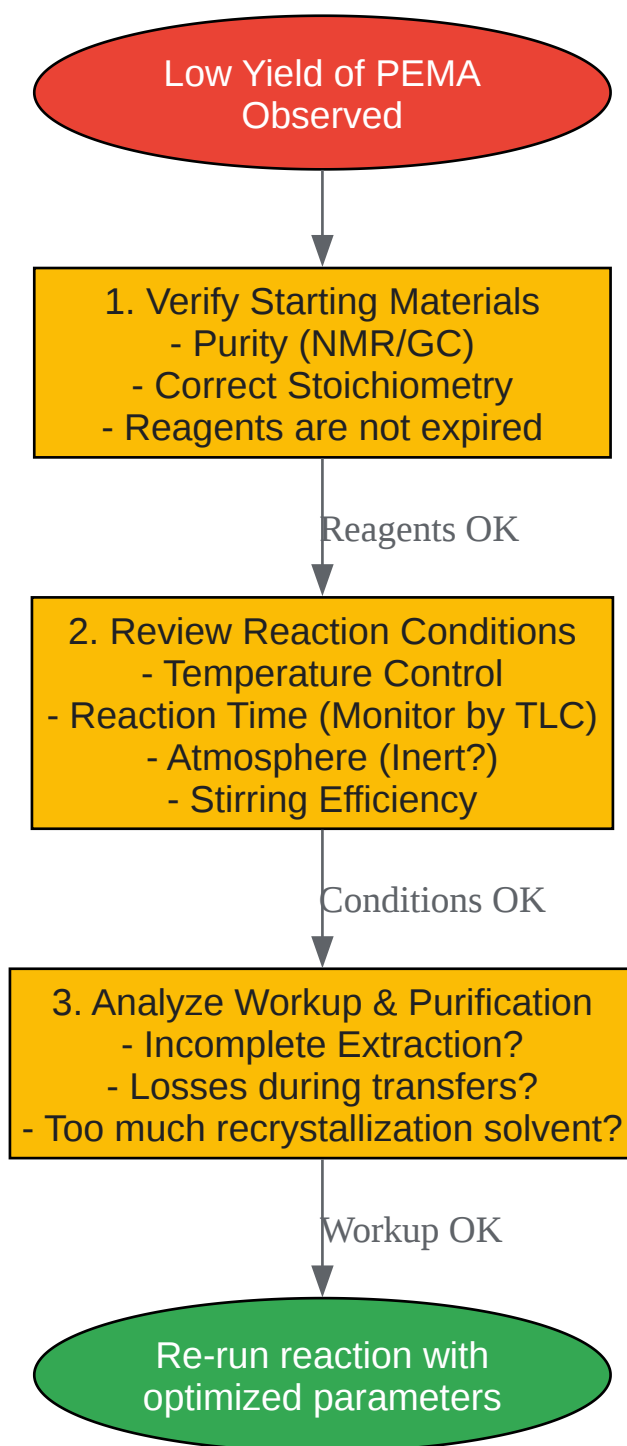 Low Yield of PEMA
Observed
1. Verify Starting Materials
- Purity (NMR/GC)
- Correct Stoichiometry
- Reagents are not expired
Reagents OK
2. Review Reaction Conditions
- Temperature Control
- Reaction Time (Monitor by TLC)
- Atmosphere (Inert?)
- Stirring Efficiency
Conditions OK
3. Analyze Workup & Purification
- Incomplete Extraction?
- Losses during transfers?
- Too much recrystallization solvent?
Workup OK
Re-run reaction with
optimized parameters